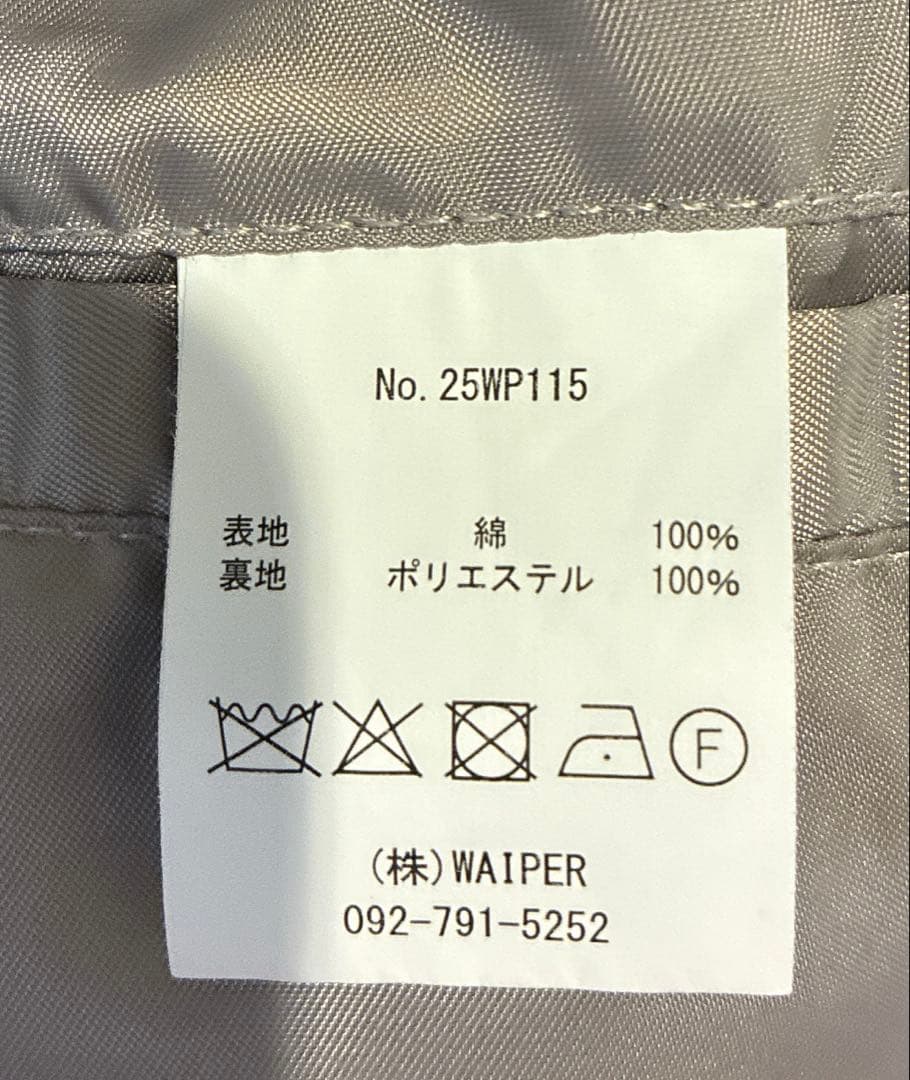 No. 25WP115
表地 綿 100%
裏地 ポリエステル 100%
F
(株)WAIPER
092-791-5252